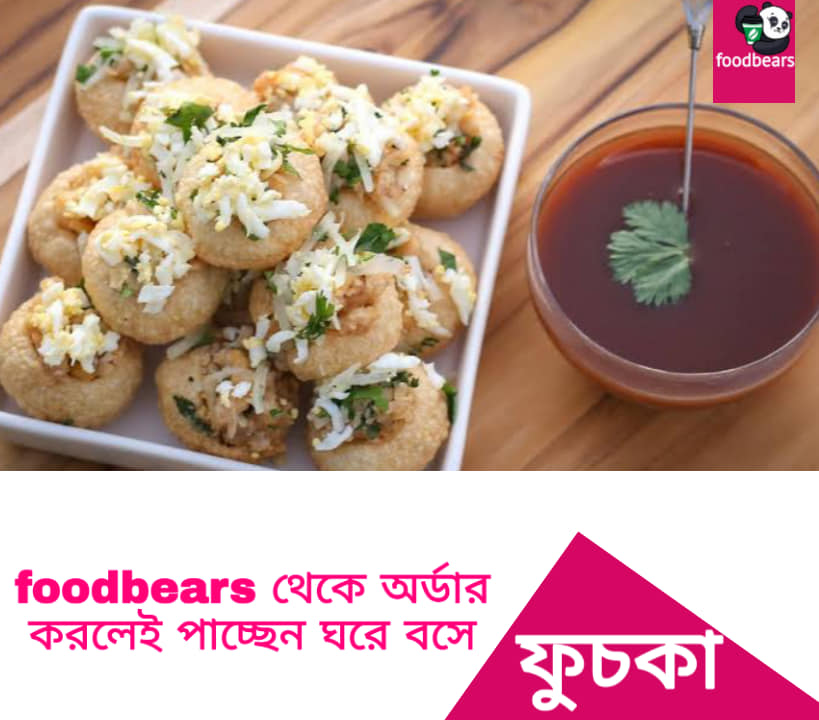 foodbears
foodbears থেকে অর্ডার
করলেই পাচ্ছেন ঘরে বসে
ফুচকা